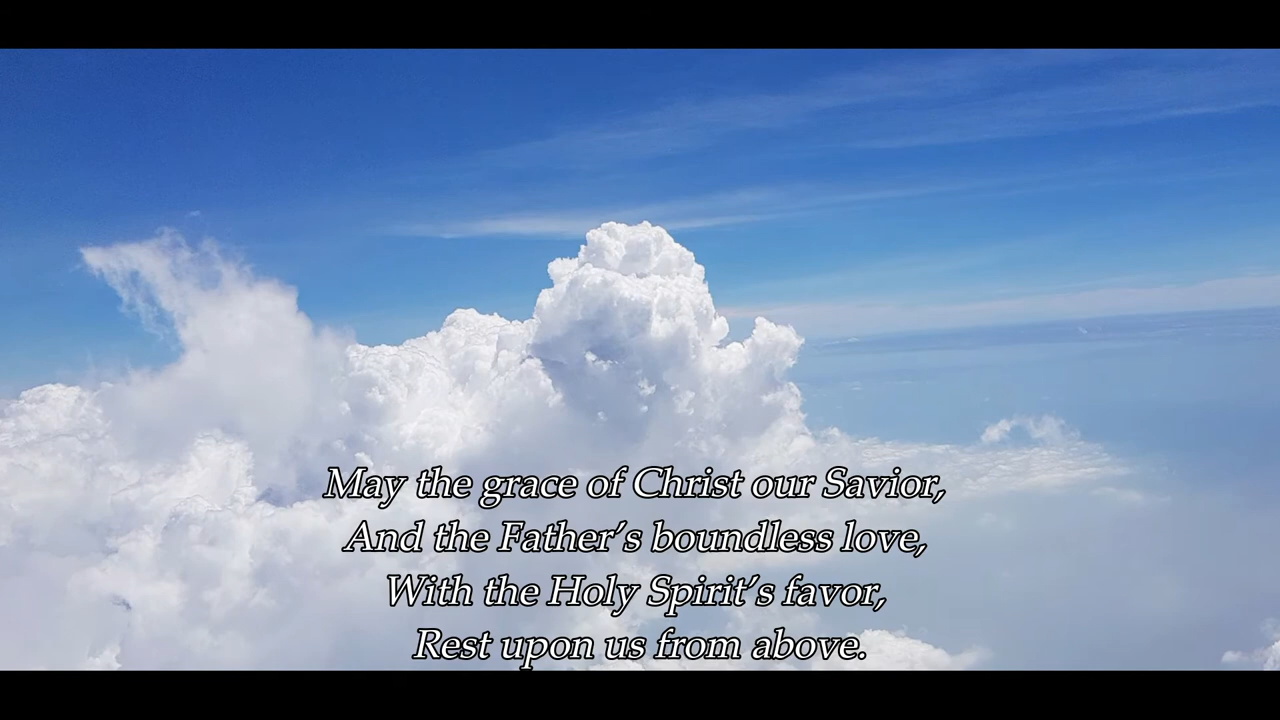 May the grace of Christ our Savior,
And the Father’s boundless love,
With the Holy Spirit’s favor,
Rest upon us from above.